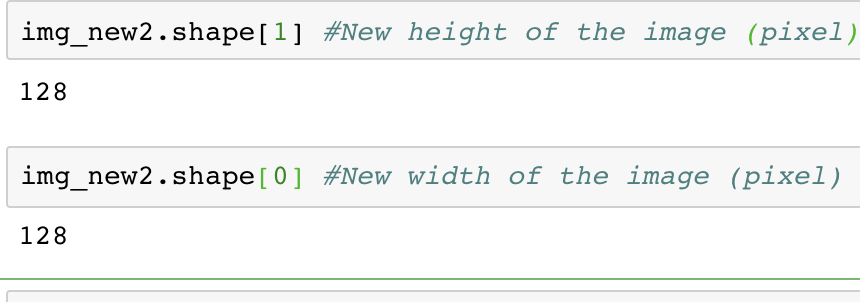 img_new2.shape[1] #New height of the image (pixel)
128
img_new2.shape[0] #New width of the image (pixel)
128